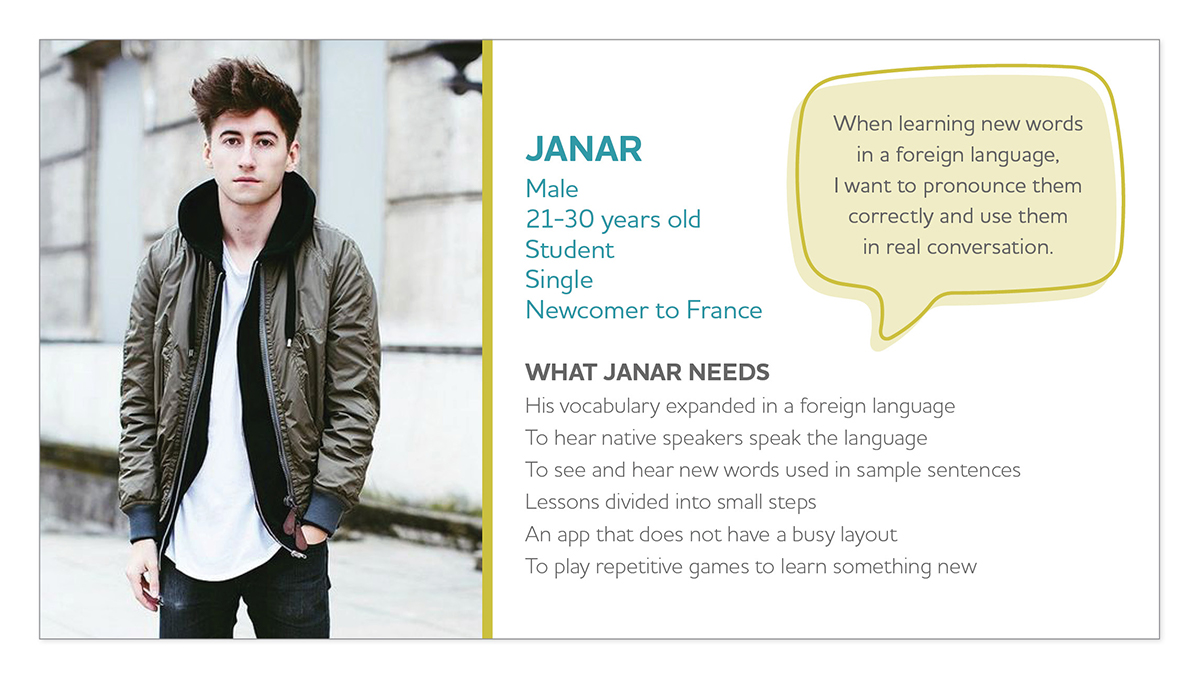 JANAR
Male
21-30 years old
Student
Single
Newcomer to France
When learning new words
in a foreign language,
I want to pronounce them
correctly and use them
in real conversation.
WHAT JANAR NEEDS
His vocabulary expanded in a foreign language
To hear native speakers speak the language
To see and hear new words used in sample sentences
Lessons divided into small steps
An app that does not have a busy layout
To play repetitive games to learn something new